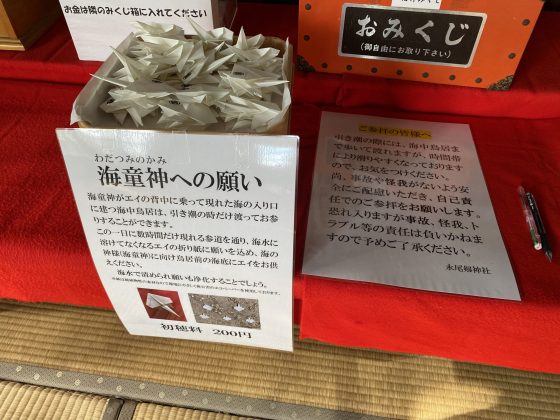 お金は隣のみくじ箱に入れてください
おみくじ
(御自由にお取り下さい)
わだつみのかみ
海童神への願い
海童神がエイの背中に乗って現れた海の入り口
に建つ海中鳥居は、引き潮の時だけ渡ってお参
りすることができます。
この一日に数時間だけ現れる参道を通り、海水に
溶けてなくなるエイの折り紙に願いを込め、海の
神様(海童神)に向け鳥居前の海底にエイをお供
えください。
海水で清められ願いも浄化することでしょう。
初穂料 200円
ご参拝の皆様へ
引き潮の際には、海中鳥居ま
で歩いて渡れますが、時間帯
により滑りやすくなっております
ので、お気をつけください。
尚、事故や怪我がないよう安
全にご配慮いただき、自己責
任でのご参拝をお願いします。
恐れ入りますが事故、怪我、ト
ラブル等の責任は負いかねま
すので予めご了承ください。
永尾剱神社